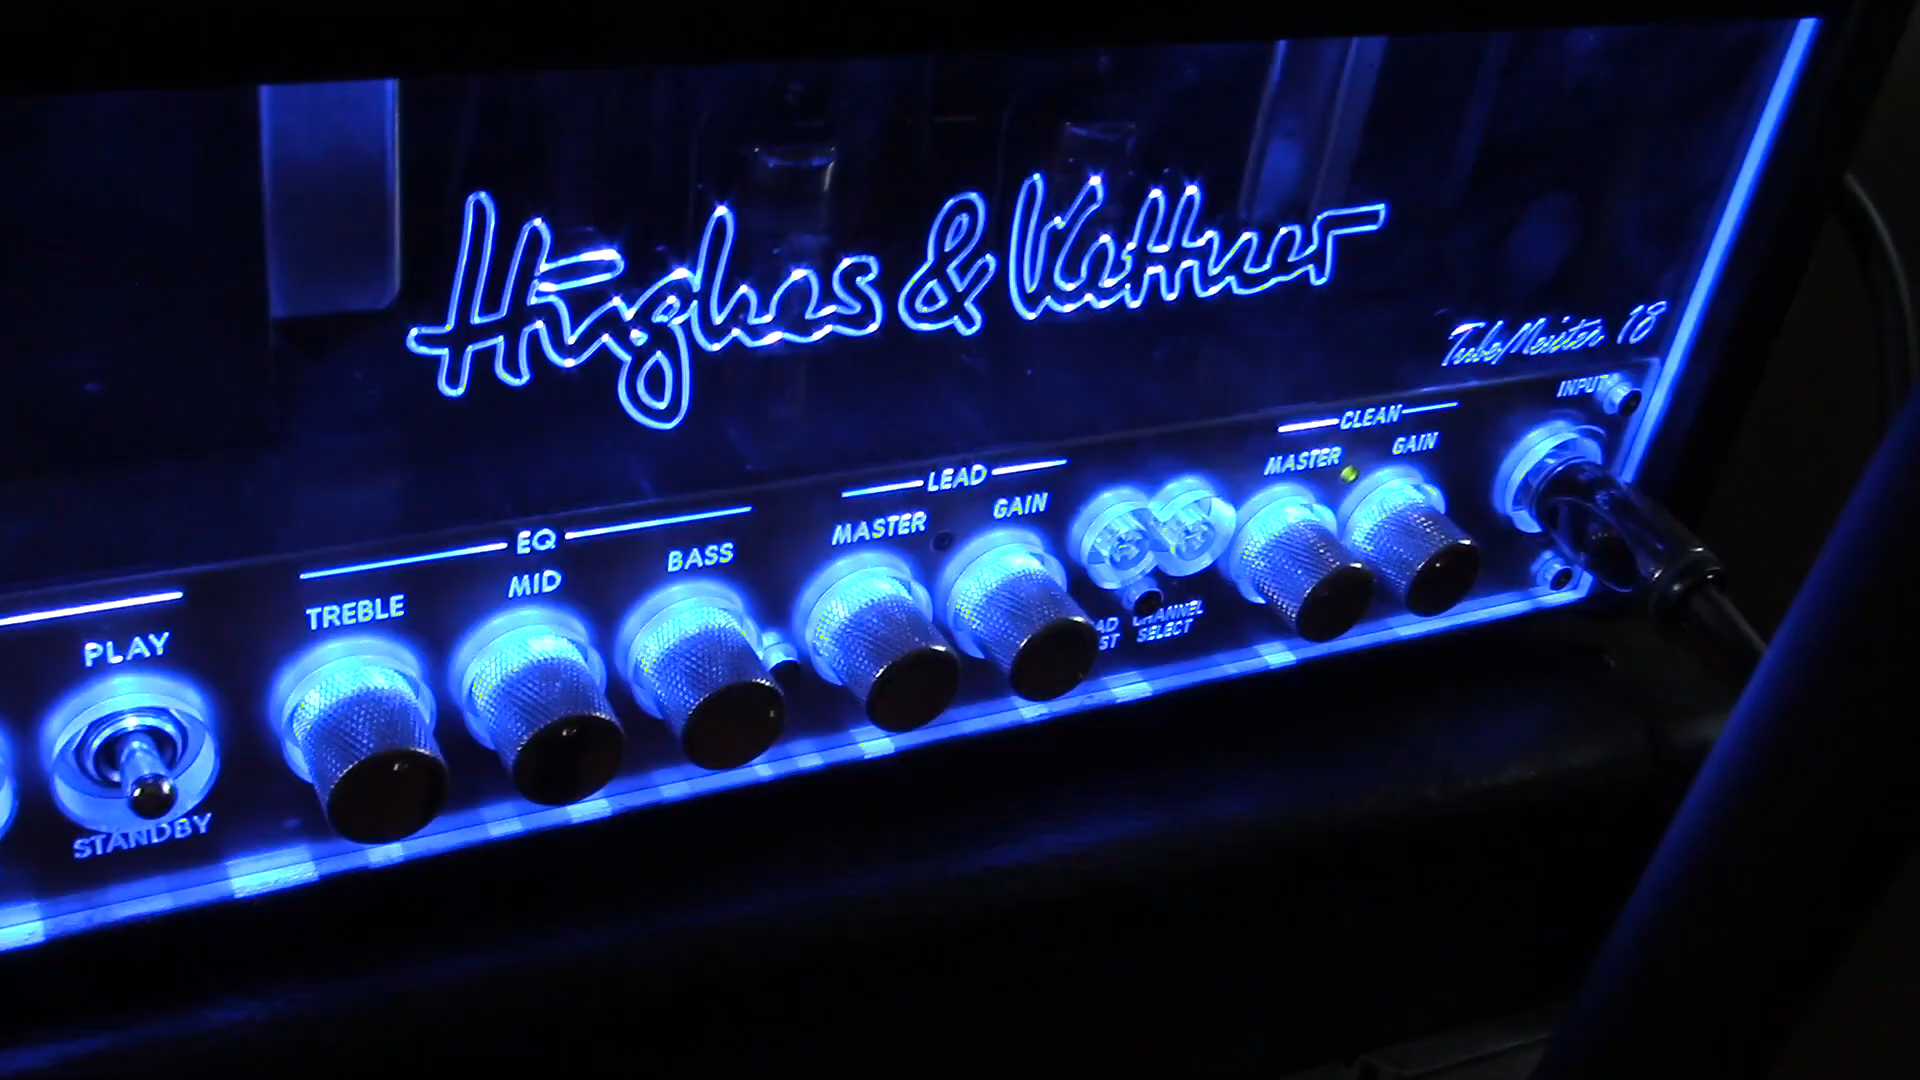 Hughes & Kettner
TubeMeister 18
INPUT
CLEAN
MASTER GAIN
LEAD
MASTER GAIN
CHANNEL
SELECT
EQ
TREBLE MID BASS
PLAY
STANDBY